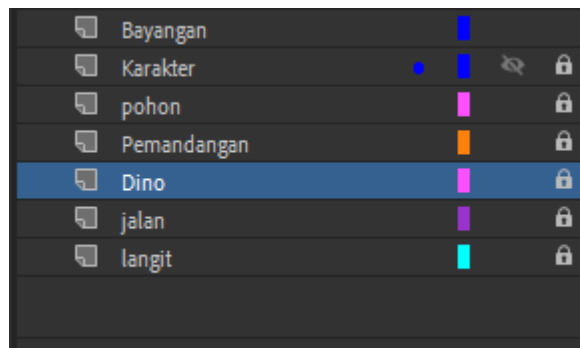 Bayangan
Karakter
pohon
Pemandangan
Dino
jalan
langit